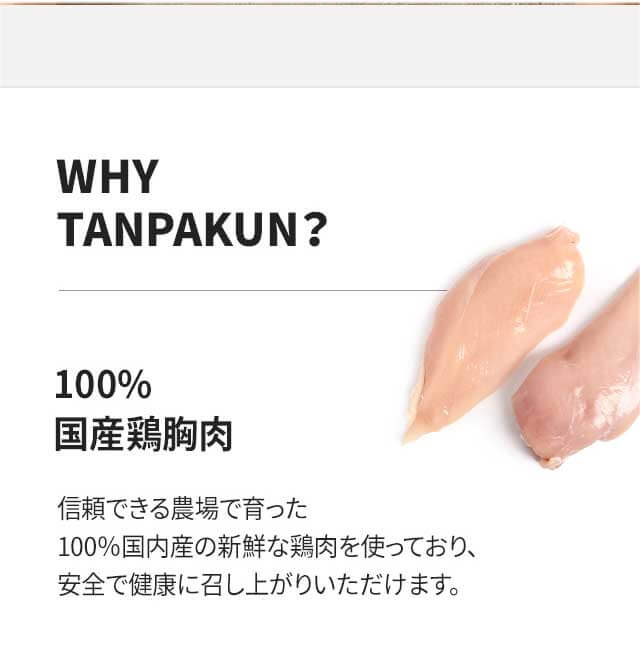 WHY
TANPAKUN？
100%
国産鶏胸肉
信頼できる農場で育った
100%国内産の新鮮な鶏肉を使っており、
安全で健康に召し上がりいただけます。